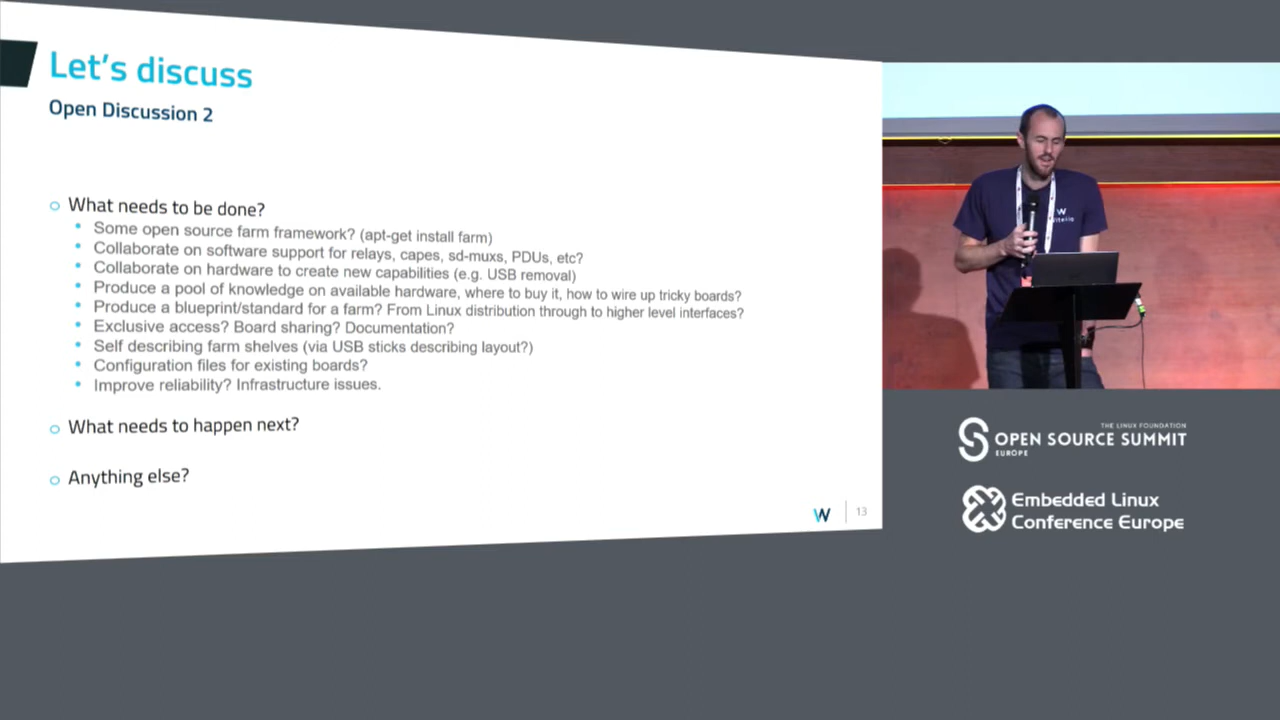 Let's discuss
Open Discussion 2
What needs to be done?
Some open source farm framework? (apt-get install farm)
Collaborate on software support for relays, capes, sd-muxs, PDUs, etc?
Collaborate on hardware to create new capabilities (e.g. USB removal)
Produce a pool of knowledge on available hardware, where to buy it, how to wire up tricky boards?
Produce a blueprint/standard for a farm? From Linux distribution through to higher level interfaces?
Exclusive access? Board sharing? Documentation?
Self describing farm shelves (via USB sticks describing layout?)
Configuration files for existing boards?
Improve reliability? Infrastructure issues.
What needs to happen next?
Anything else?
W
13
W
THE LINUX FOUNDATION
OPEN SOURCE SUMMIT
EUROPE
Embedded Linux
Conference Europe